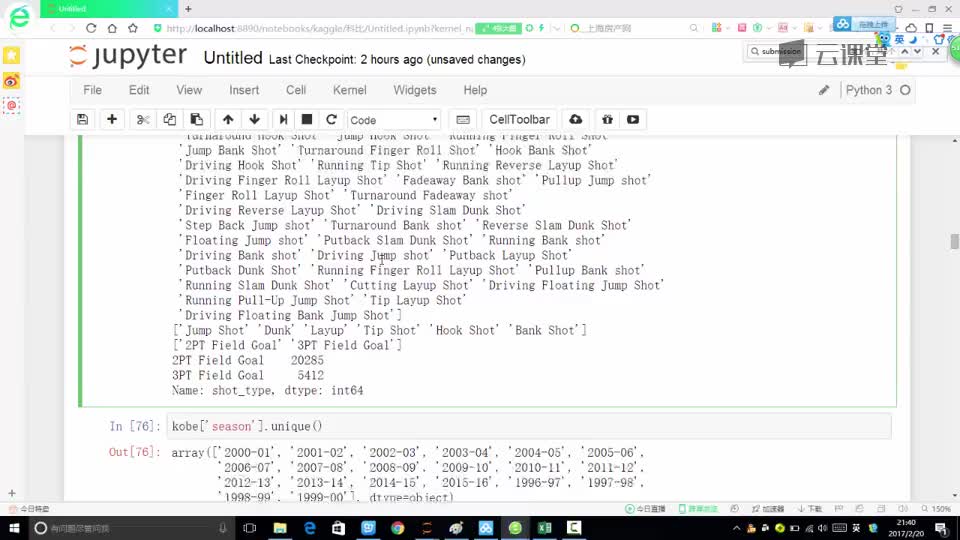 Untitled
http://localhost:8890/notebooks/kaggle/科比/Untitled.ipynb?kernel_n
上海房产网
拖拽上传
英
jupyter Untitled Last Checkpoint: 2 hours ago (unsaved changes)
submission
云课堂
File Edit View Insert Cell Kernel Widgets Help
Python 3
Code
CellToolbar
'Turnaround Hook Shot' 'Jump Hook Shot' 'Running Finger Roll Shot'
'Jump Bank Shot' 'Turnaround Finger Roll Shot' 'Hook Bank Shot'
'Driving Hook Shot' 'Running Tip Shot' 'Running Reverse Layup Shot'
'Driving Finger Roll Layup Shot' 'Fadeaway Bank shot' 'Pullup Jump shot'
'Finger Roll Layup Shot' 'Turnaround Fadeaway shot'
'Driving Reverse Layup Shot' 'Driving Slam Dunk Shot'
'Step Back Jump shot' 'Turnaround Bank shot' 'Reverse Slam Dunk Shot'
'Floating Jump shot' 'Putback Slam Dunk Shot' 'Running Bank shot'
'Driving Bank shot' 'Driving Jump shot' 'Putback Layup Shot'
'Putback Dunk Shot' 'Running Finger Roll Layup Shot' 'Pullup Bank shot'
'Running Slam Dunk Shot' 'Cutting Layup Shot' 'Driving Floating Jump Shot'
'Running Pull-Up Jump Shot' 'Tip Layup Shot'
'Driving Floating Bank Jump Shot']
['Jump Shot' 'Dunk' 'Layup' 'Tip Shot' 'Hook Shot' 'Bank Shot']
['2PT Field Goal' '3PT Field Goal']
2PT Field Goal 20285
3PT Field Goal 5412
Name: shot_type, dtype: int64
In [76]: kobe['season'].unique()
Out[76]: array(['2000-01', '2001-02', '2002-03', '2003-04', '2004-05', '2005-06',
'2006-07', '2007-08', '2008-09', '2009-10', '2010-11', '2011-12',
'2012-13', '2013-14', '2014-15', '2015-16', '1996-97', '1997-98',
'1998-99', '1999-00'], dtype=object)
今日特卖
今日直播
加速器
下载
150%
有问题尽管问我
英
21:40
2017/2/20